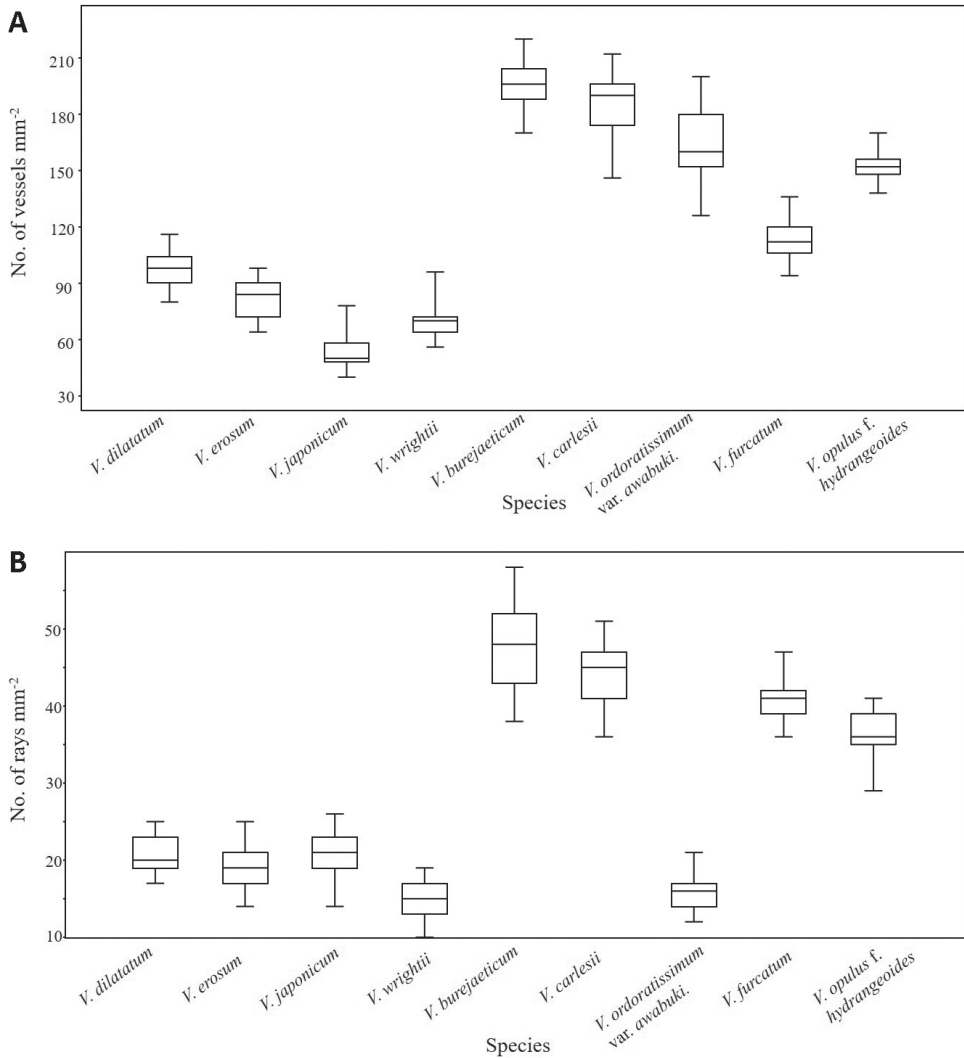 A
No. of vessels mm-2
210
180
150
120
90
60
30
V. dilatatum
V. erosum
V. japonicum
V. wrightii
V. burejaeticum
V. carlesii
V. ordoratissimum
var. awabuki.
V. furcatum
V. opulus f.
hydrangeoides
Species
B
No. of rays mm-2
50
40
30
20
10
V. dilatatum
V. erosum
V. japonicum
V. wrightii
V. burejaeticum
V. carlesii
V. ordoratissimum
var. awabuki.
V. furcatum
V. opulus f.
hydrangeoides
Species